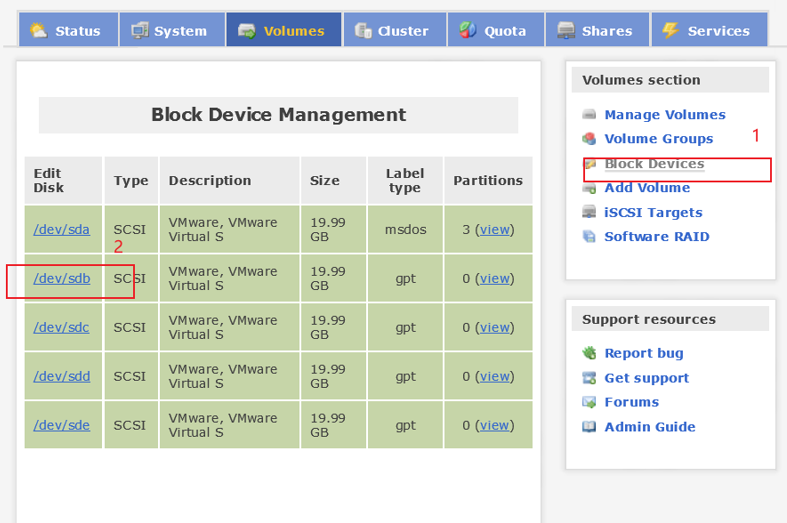 Status System Volumes Cluster Quota Shares Services
Block Device Management
Edit Disk Type Description Size Label type Partitions
/dev/sda SCSI VMware, VMware Virtual S 19.99 GB msdos 3 (view)
2
/dev/sdb SCSI VMware, VMware Virtual S 19.99 GB gpt 0 (view)
/dev/sdc SCSI VMware, VMware Virtual S 19.99 GB gpt 0 (view)
/dev/sdd SCSI VMware, VMware Virtual S 19.99 GB gpt 0 (view)
/dev/sde SCSI VMware, VMware Virtual S 19.99 GB gpt 0 (view)
Volumes section
Manage Volumes
Volume Groups
1
Block Devices
Add Volume
iSCSI Targets
Software RAID
Support resources
Report bug
Get support
Forums
Admin Guide